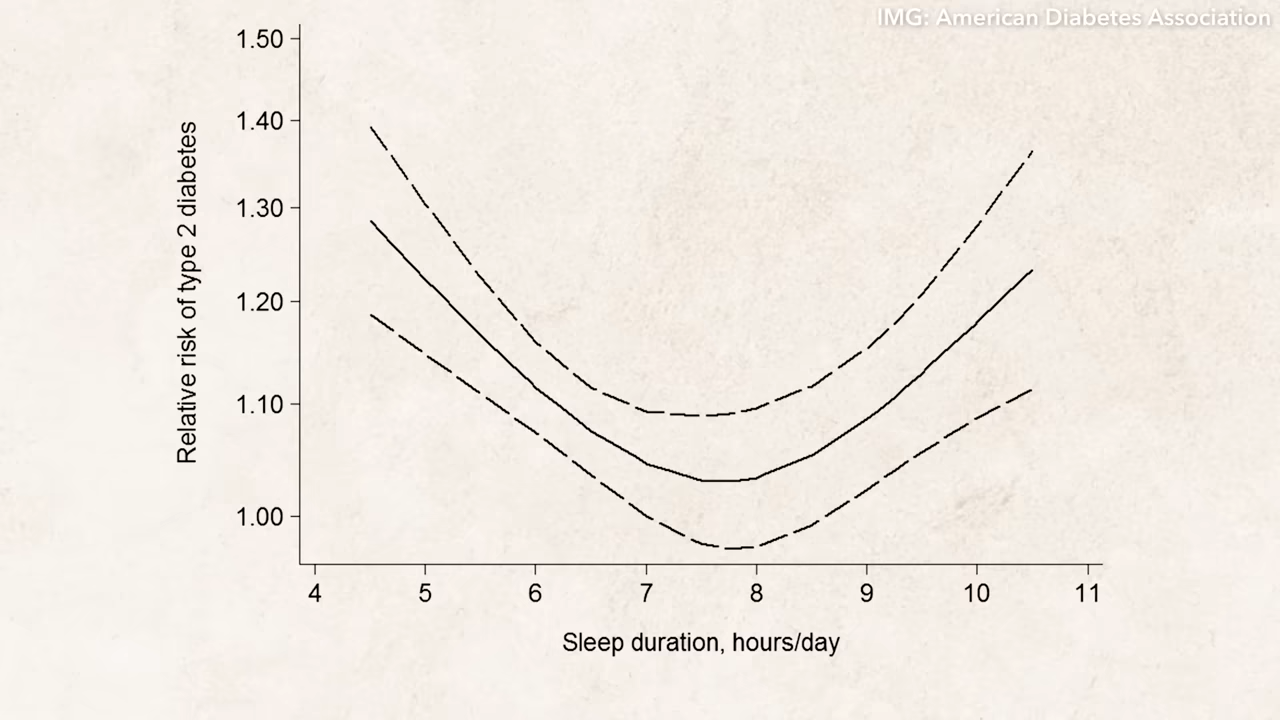 IMG: American Diabetes Association
1.50
1.40
1.30
1.20
1.10
1.00
Relative risk of type 2 diabetes
4 5 6 7 8 9 10 11
Sleep duration, hours/day